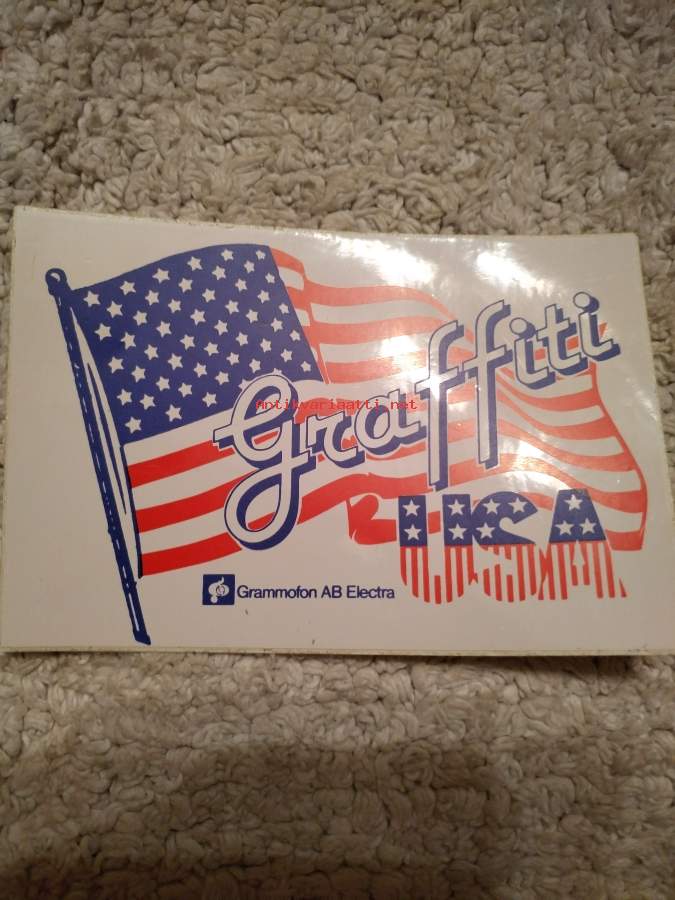 Graffiti
USA
Grammofon AB Electra
Antikvariaatti.net